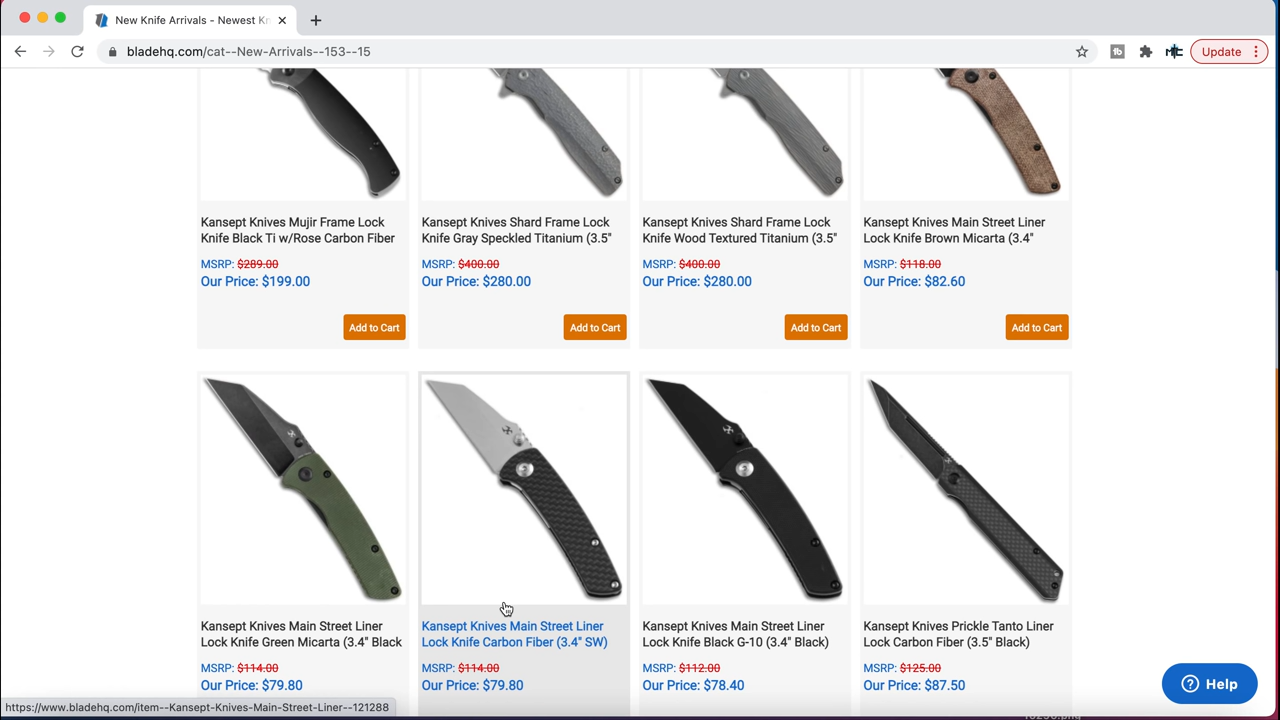 New Knife Arrivals - Newest Kn
bladehq.com/cat--New-Arrivals--153--15
Update
Kansept Knives Mujir Frame Lock
Knife Black Ti w/Rose Carbon Fiber
MSRP: $289.00
Our Price: $199.00
Add to Cart
Kansept Knives Shard Frame Lock
Knife Gray Speckled Titanium (3.5"
MSRP: $400.00
Our Price: $280.00
Add to Cart
Kansept Knives Shard Frame Lock
Knife Wood Textured Titanium (3.5"
MSRP: $400.00
Our Price: $280.00
Add to Cart
Kansept Knives Main Street Liner
Lock Knife Brown Micarta (3.4"
MSRP: $118.00
Our Price: $82.60
Add to Cart
Kansept Knives Main Street Liner
Lock Knife Green Micarta (3.4" Black
MSRP: $114.00
Our Price: $79.80
Kansept Knives Main Street Liner
Lock Knife Carbon Fiber (3.4" SW)
MSRP: $114.00
Our Price: $79.80
Kansept Knives Main Street Liner
Lock Knife Black G-10 (3.4" Black)
MSRP: $112.00
Our Price: $78.40
Kansept Knives Prickle Tanto Liner
Lock Carbon Fiber (3.5" Black)
MSRP: $125.00
Our Price: $87.50
Help
https://www.bladehq.com/item--Kansept-Knives-Main-Street-Liner--121288